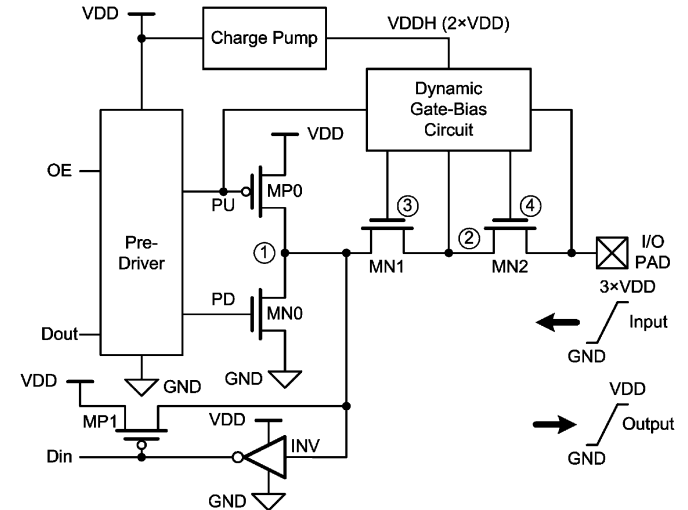 VDD
Charge Pump
VDDH (2×VDD)
Dynamic
Gate-Bias
Circuit
VDD
OE
PU
MP0
③
④
Pre-
Driver
①
②
I/O
PAD
MN1
MN2
PD
MN0
3×VDD
Input
GND
Dout
GND
GND
VDD
VDD
MP1
Output
GND
VDD
INV
Din
GND